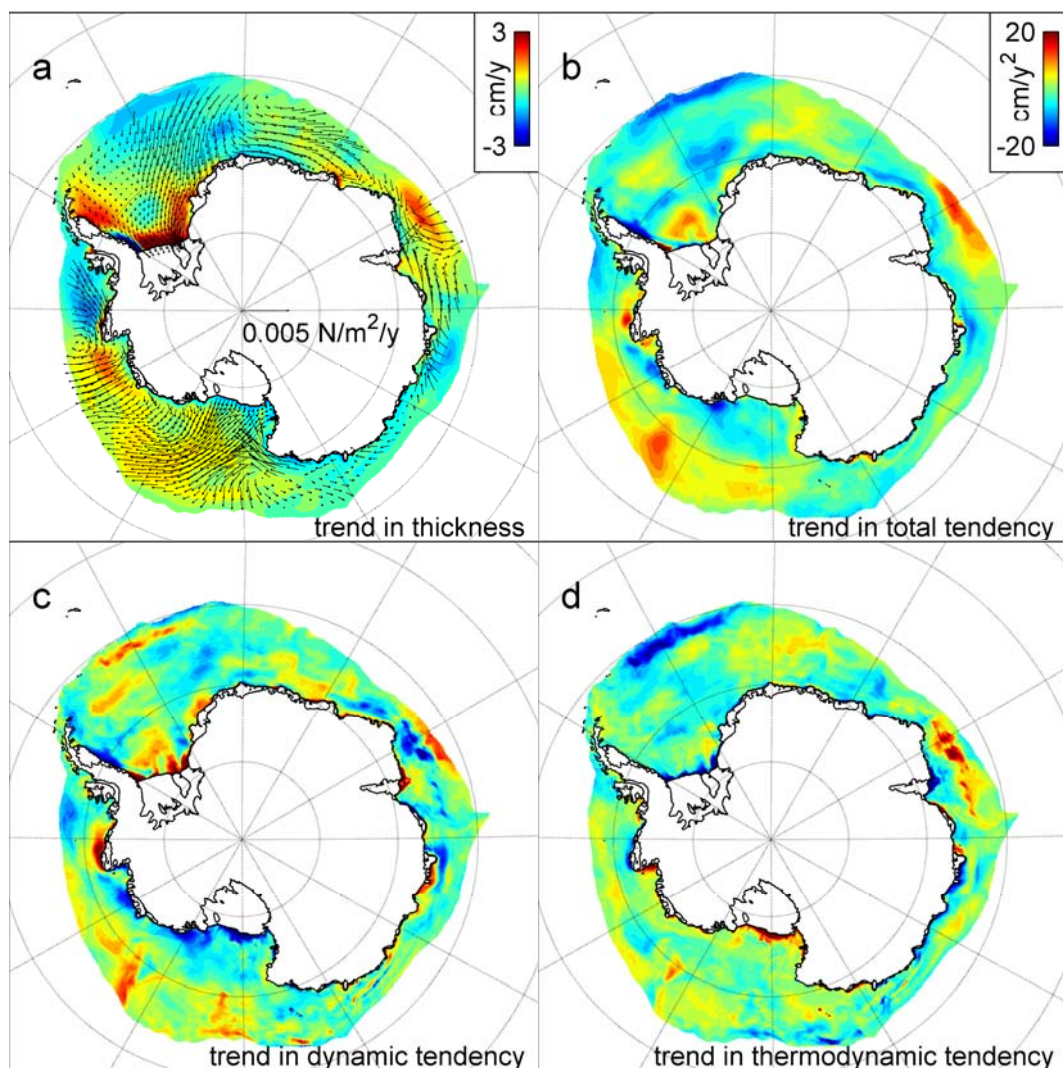 a
3
cm/y
-3
0.005 N/m²/y
trend in thickness
b
20
cm/y²
-20
trend in total tendency
c
trend in dynamic tendency
d
trend in thermodynamic tendency